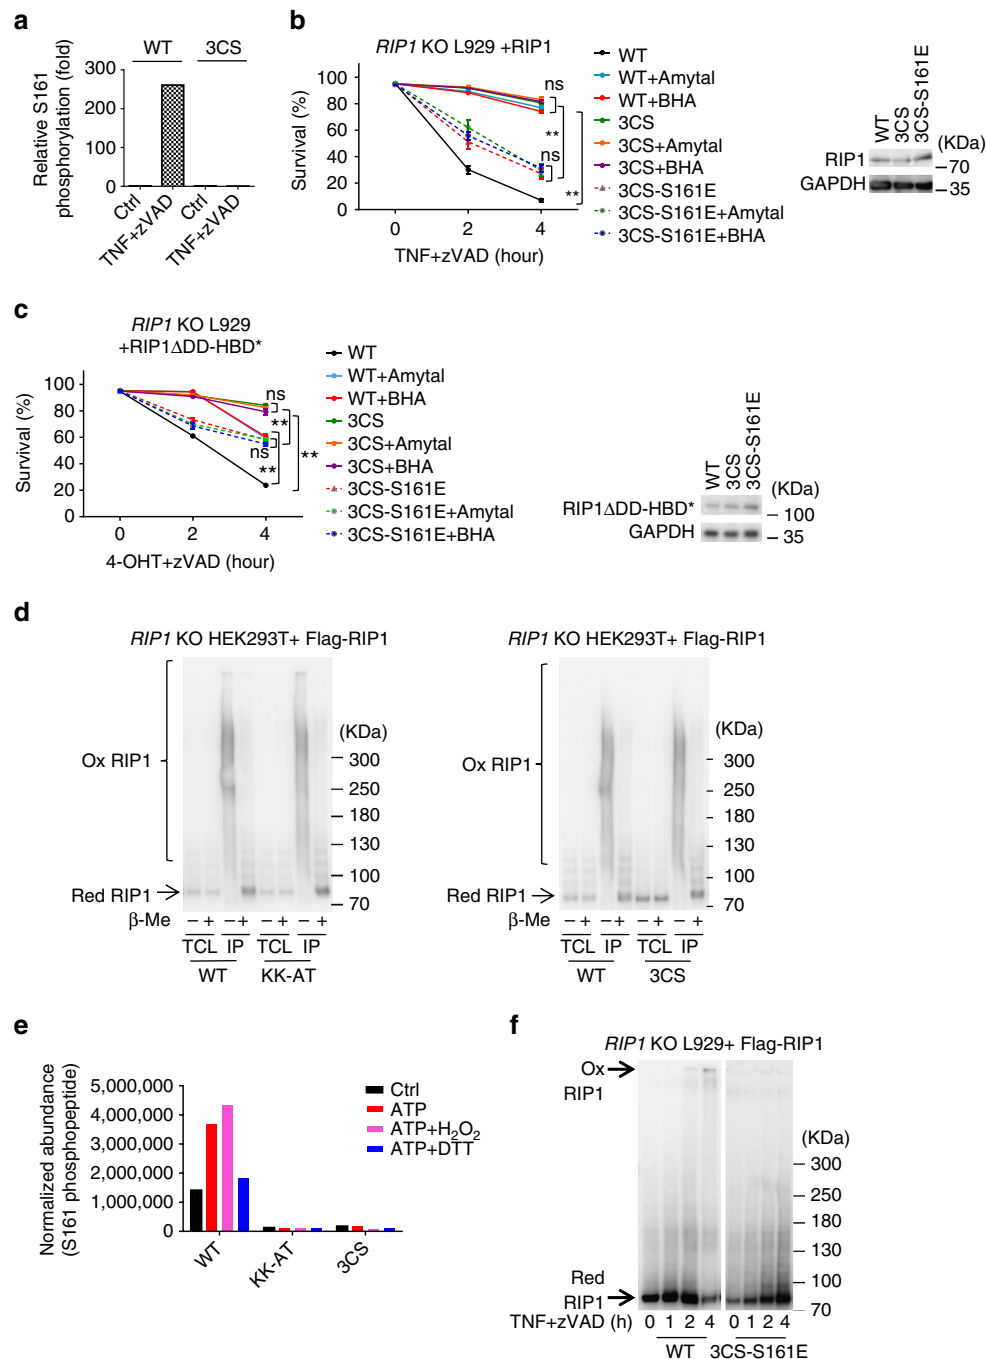 a
WT 3CS
Relative S161
phosphorylation (fold)
300
200
100
0
Ctrl
TNF+zVAD
Ctrl
TNF+zVAD
b
RIP1 KO L929 +RIP1
Survival (%)
100
80
60
40
20
0
ns
**
ns
**
0 2 4
TNF+zVAD (hour)
WT
WT+Amytal
WT+BHA
3CS
3CS+Amytal
3CS+BHA
3CS-S161E
3CS-S161E+Amytal
3CS-S161E+BHA
WT
3CS
3CS-S161E
(KDa)
RIP1
70
GAPDH
35
c
RIP1 KO L929
+RIP1ΔDD-HBD*
Survival (%)
100
80
60
40
20
0
ns
**
ns
**
**
0 2 4
4-OHT+zVAD (hour)
WT
WT+Amytal
WT+BHA
3CS
3CS+Amytal
3CS+BHA
3CS-S161E
3CS-S161E+Amytal
3CS-S161E+BHA
WT
3CS
3CS-S161E
(KDa)
RIP1ΔDD-HBD*
100
GAPDH
35
d
RIP1 KO HEK293T+ Flag-RIP1
(KDa)
Ox RIP1
300
250
180
130
100
Red RIP1
70
β-Me – + – + – + – +
TCL IP TCL IP
WT KK-AT
RIP1 KO HEK293T+ Flag-RIP1
(KDa)
Ox RIP1
300
250
180
130
100
Red RIP1
70
β-Me – + – + – + – +
TCL IP TCL IP
WT 3CS
e
Normalized abundance
(S161 phosphopeptide)
5,000,000
4,000,000
3,000,000
2,000,000
1,000,000
0
Ctrl
ATP
ATP+H2O2
ATP+DTT
WT
KK-AT
3CS
f
RIP1 KO L929+ Flag-RIP1
Ox
RIP1
(KDa)
300
250
180
130
100
70
Red
RIP1
TNF+zVAD (h) 0 1 2 4 0 1 2 4
WT 3CS-S161E